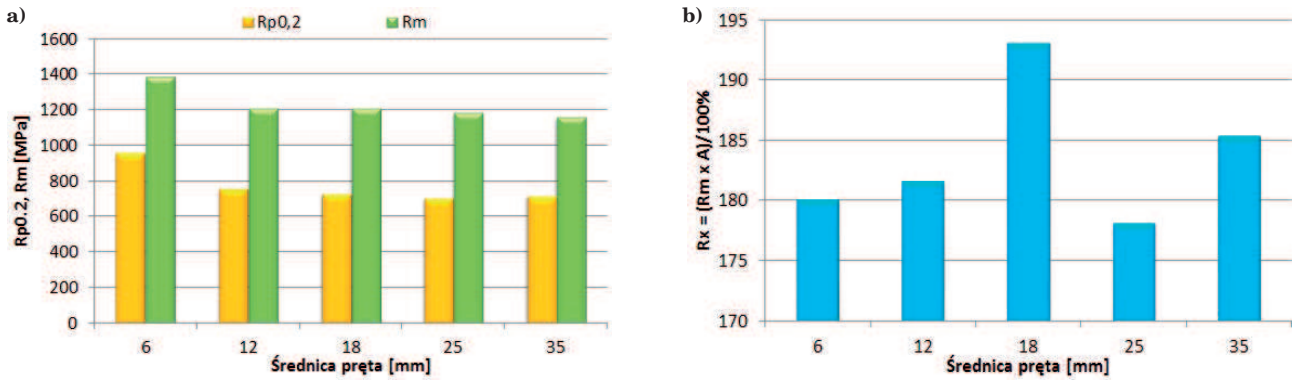 a)
Rp0,2 Rm
Rp0.2, Rm [MPa]
1600
1400
1200
1000
800
600
400
200
0
6 12 18 25 35
Średnica pręta [mm]
b)
Rx = (Rm x A)/100%
195
190
185
180
175
170
6 12 18 25 35
Średnica pręta [mm]